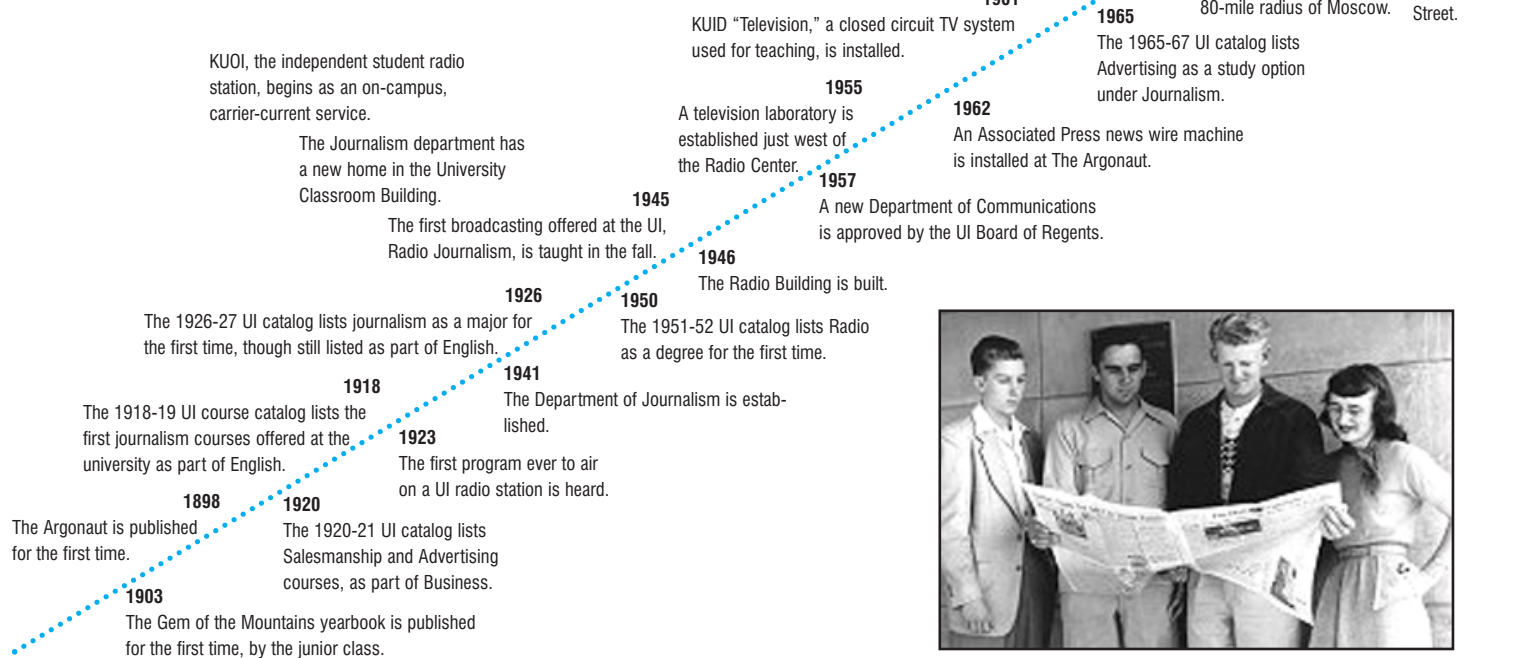 1961
KUID “Television,” a closed circuit TV system
used for teaching, is installed.
1965
The 1965-67 UI catalog lists
Advertising as a study option
under Journalism.
80-mile radius of Moscow.
Street.
KUOI, the independent student radio
station, begins as an on-campus,
carrier-current service.
The Journalism department has
a new home in the University
Classroom Building.
1955
A television laboratory is
established just west of
the Radio Center.
1962
An Associated Press news wire machine
is installed at The Argonaut.
1945
The first broadcasting offered at the UI,
Radio Journalism, is taught in the fall.
1957
A new Department of Communications
is approved by the UI Board of Regents.
1946
The Radio Building is built.
1926
The 1926-27 UI catalog lists journalism as a major for
the first time, though still listed as part of English.
1950
The 1951-52 UI catalog lists Radio
as a degree for the first time.
1918
The 1918-19 UI course catalog lists the
first journalism courses offered at the
university as part of English.
1941
The Department of Journalism is estab-
lished.
1923
The first program ever to air
on a UI radio station is heard.
1898
The Argonaut is published
for the first time.
1920
The 1920-21 UI catalog lists
Salesmanship and Advertising
courses, as part of Business.
1903
The Gem of the Mountains yearbook is published
for the first time, by the junior class.